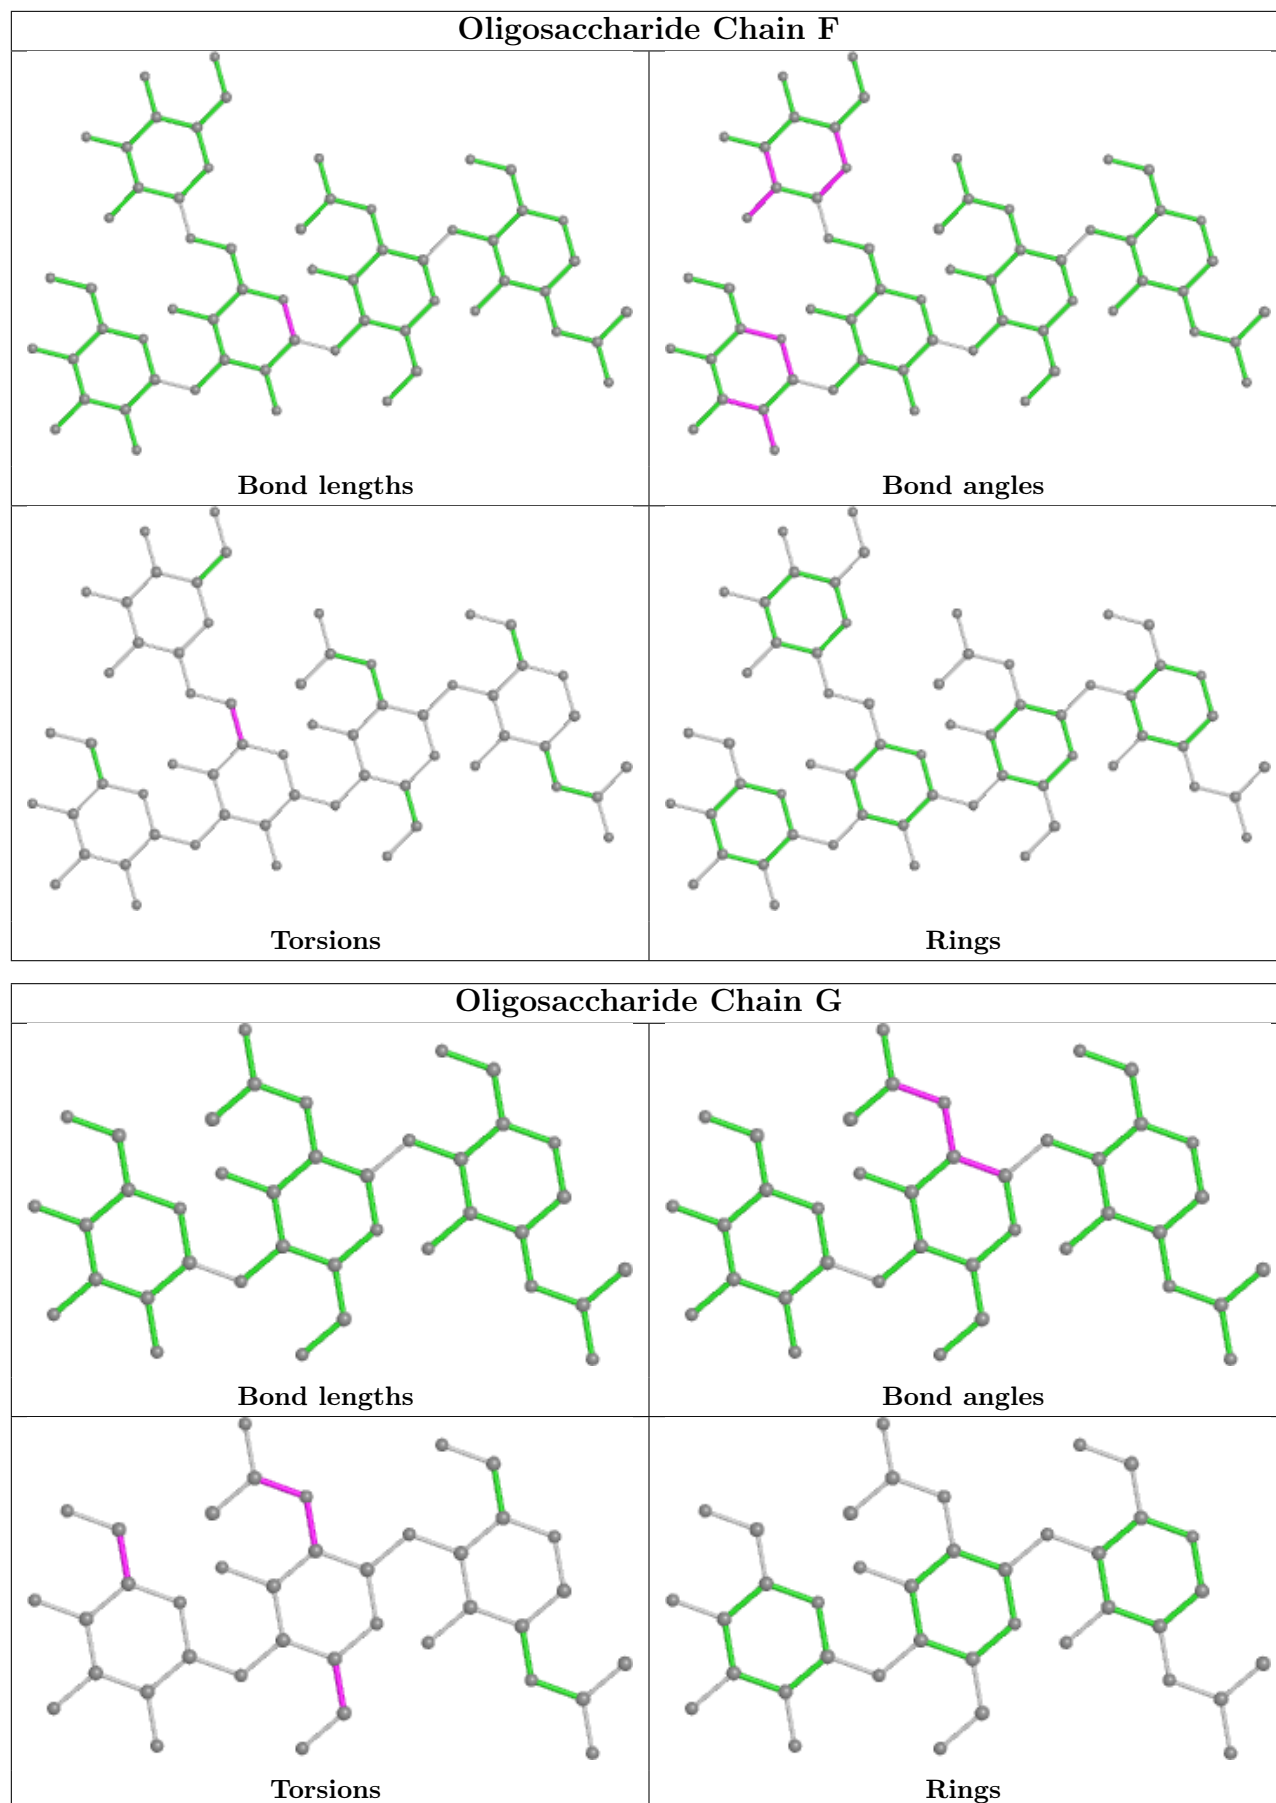 Oligosaccharide Chain F
Bond lengths
Bond angles
Torsions
Rings
Oligosaccharide Chain G
Bond lengths
Bond angles
Torsions
Rings